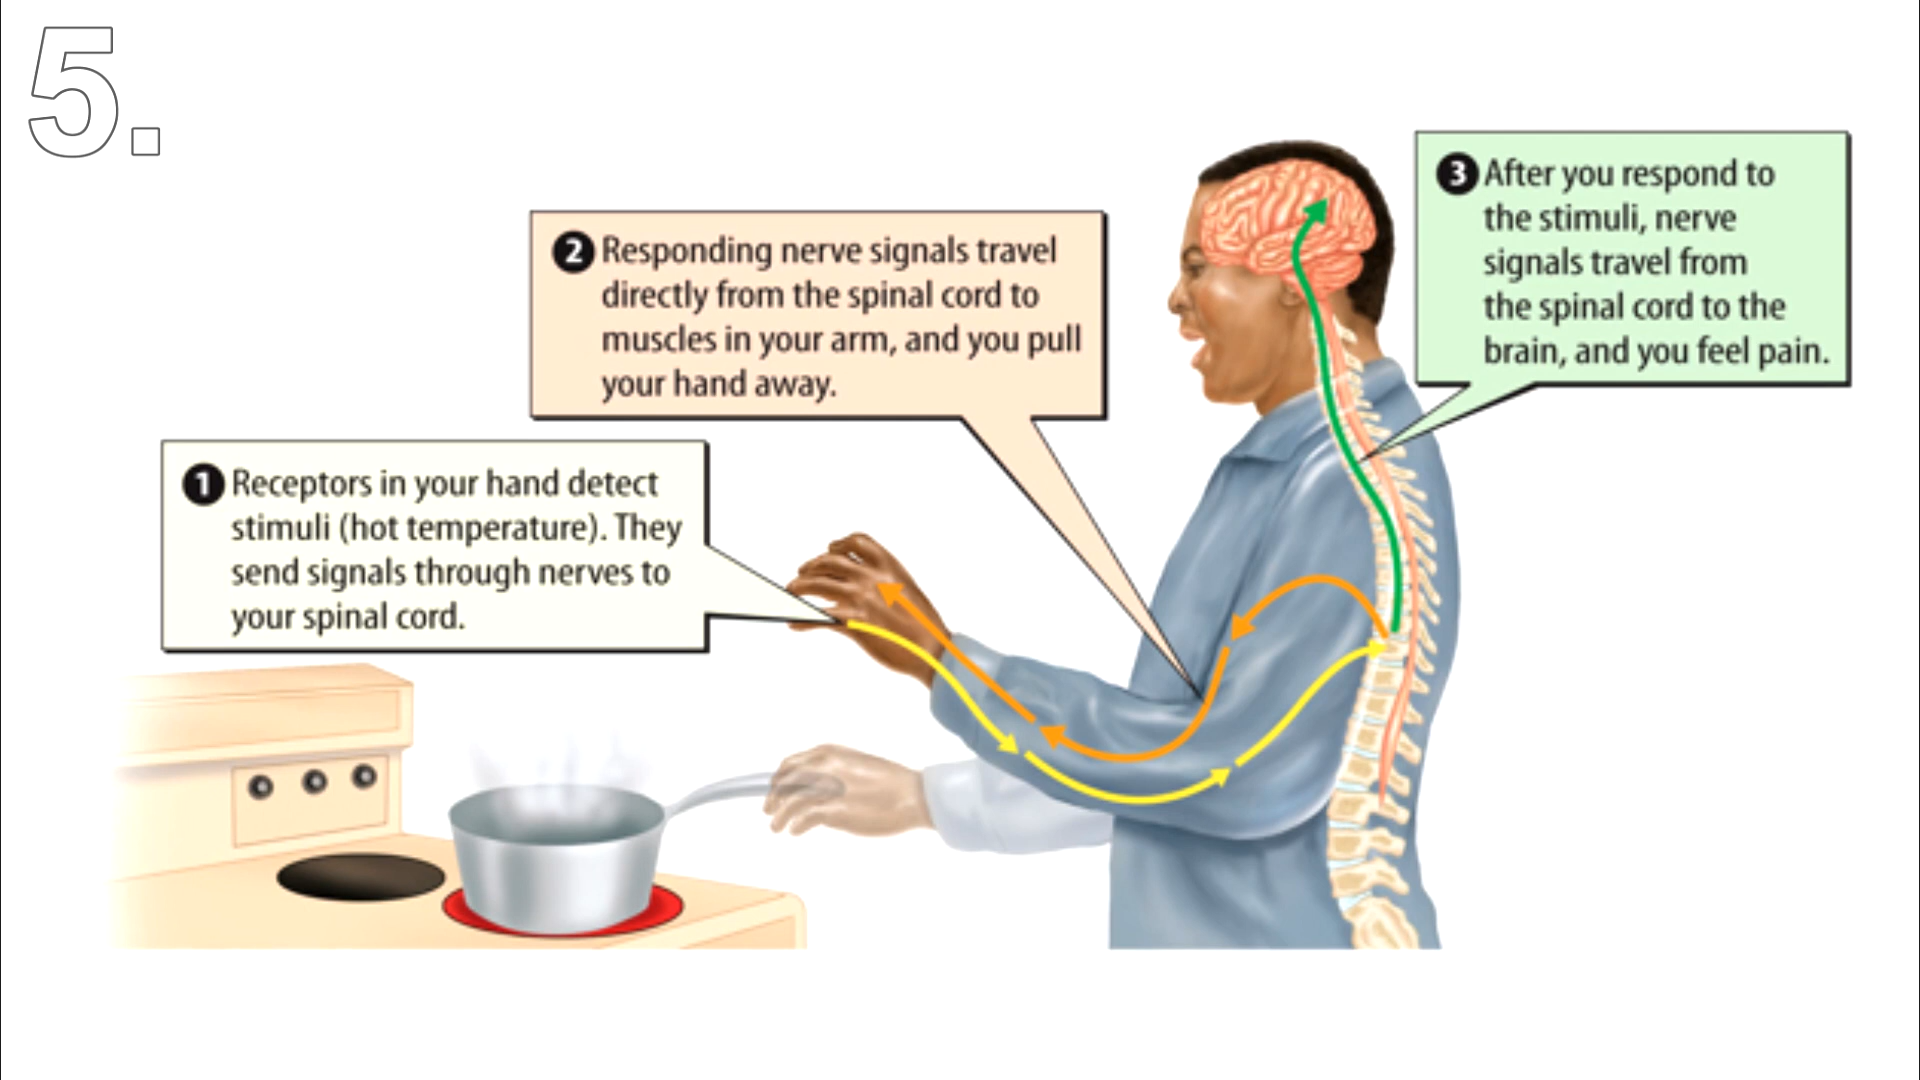 5.
1 Receptors in your hand detect
stimuli (hot temperature). They
send signals through nerves to
your spinal cord.
2 Responding nerve signals travel
directly from the spinal cord to
muscles in your arm, and you pull
your hand away.
3 After you respond to
the stimuli, nerve
signals travel from
the spinal cord to the
brain, and you feel pain.